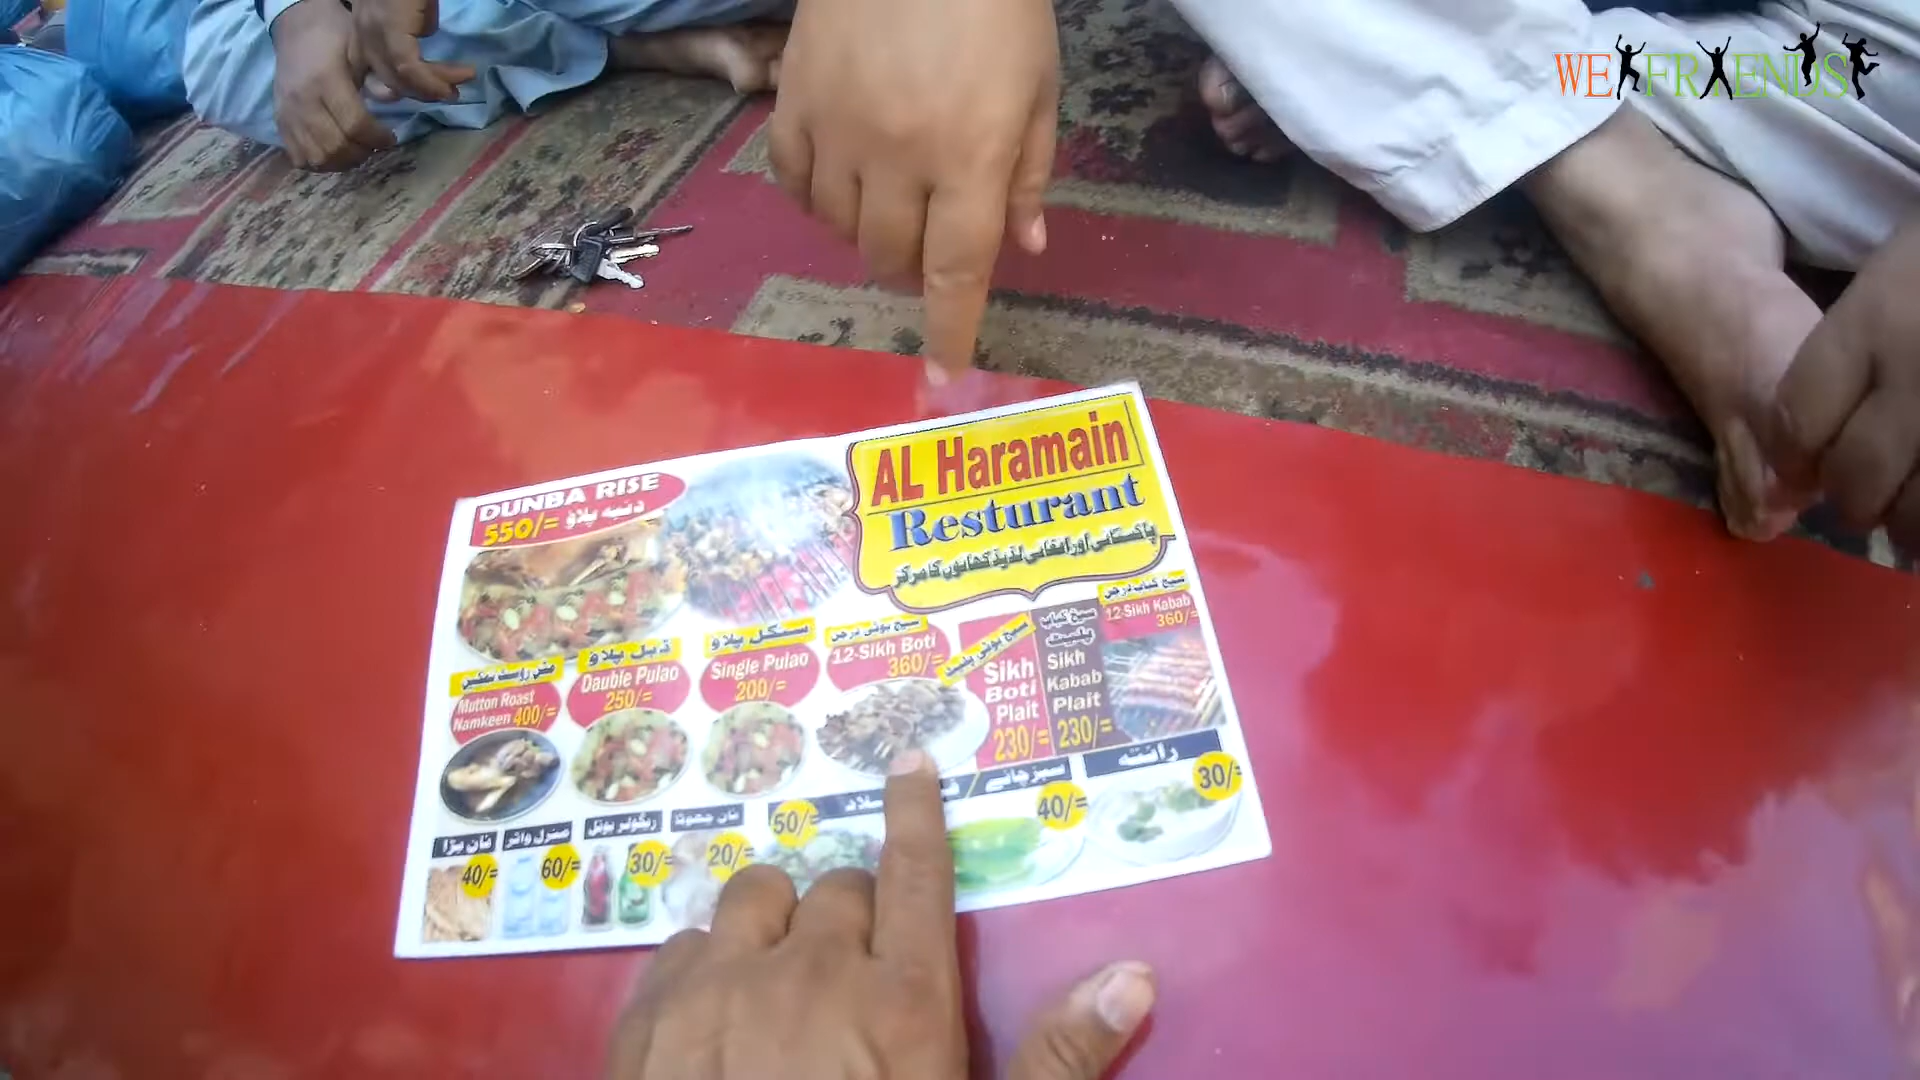 WE FRIENDS
AL Haramain
Resturant
پاکستانی اور افغانی لذیذ کھانوں کا مرکز
DUNBA RISE
550/= دنبہ پلاؤ
مٹن روسٹ نمکین
Mutton Roast
Namkeen 400/=
ڈبل پلاؤ
Dauble Pulao
250/=
سنگل پلاؤ
Single Pulao
200/=
سیخ بوٹی درجن
12-Sikh Boti
360/=
سیخ بوٹی پلیٹ
Sikh
Boti
Plait
230/=
سیخ کباب
پلیٹ
Sikh
Kabab
Plait
230/=
سیخ کباب درجن
12-Sikh Kabab
360/=
نان بڑا
40/=
منرل واٹر
60/=
ریگولر بوتل
30/=
نان چھوٹا
20/=
سلاد
50/=
سبز چائے
40/=
رائتہ
30/=